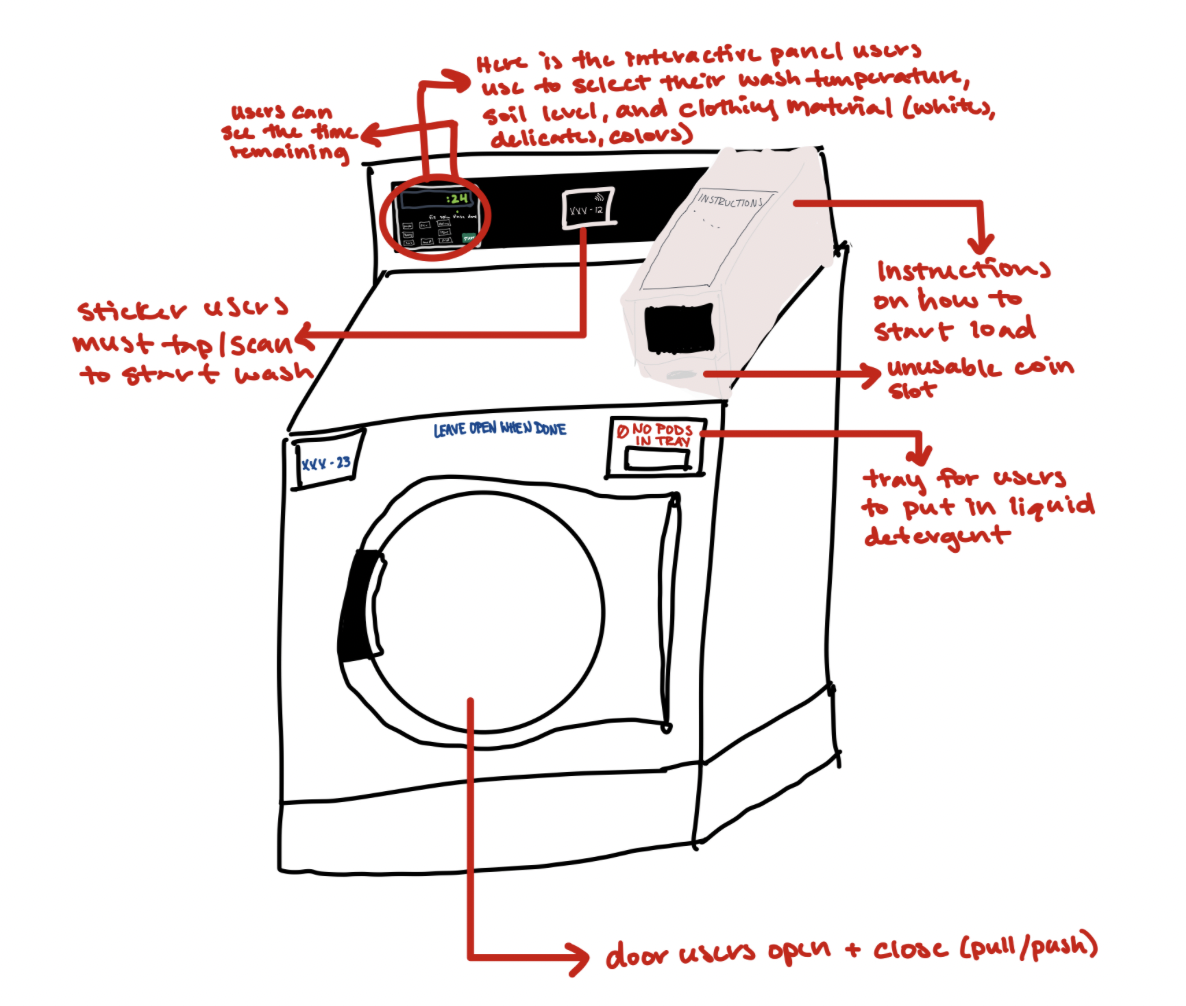 Here is the interactive panel users
use to select their wash temperature,
soil level, and clothing material (whites,
delicates, colors)
users can
see the time
remaining
:24
XXX-12
INSTRUCTIONS
Instructions
on how to
start load
sticker users
must tap/scan
to start wash
unusable coin
slot
LEAVE OPEN WHEN DONE
NO PODS
IN TRAY
XXX-23
tray for users
to put in liquid
detergent
door users open + close (pull/push)